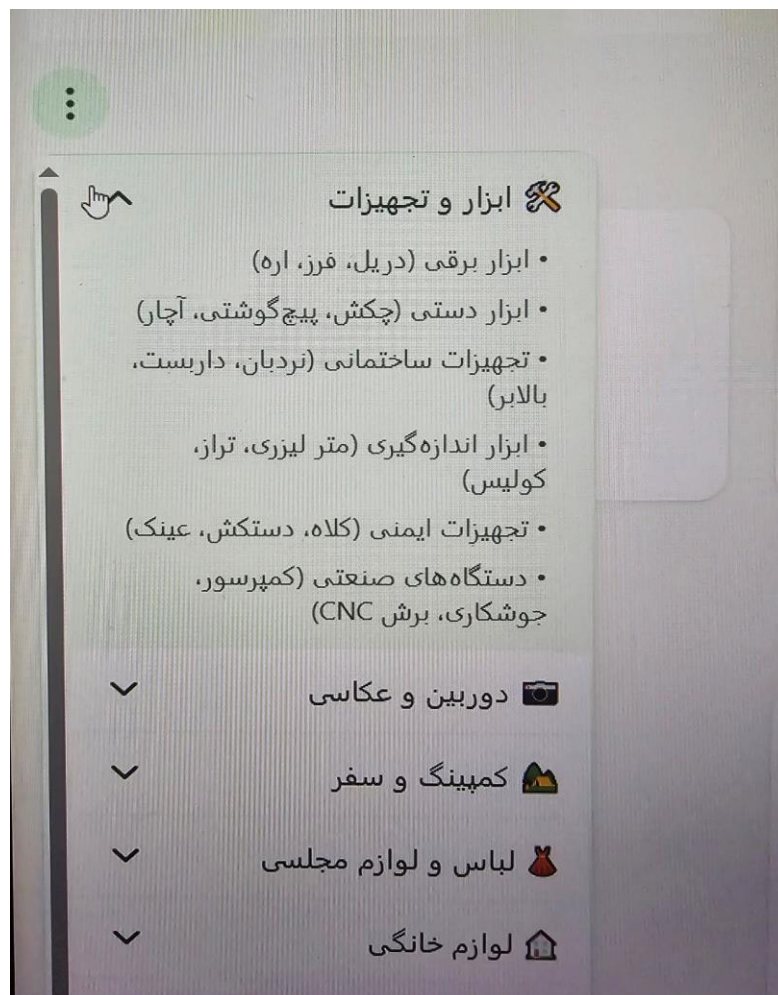 🛠 ابزار و تجهیزات
• ابزار برقی (دریل، فرز، اره)
• ابزار دستی (چکش، پیچ‌گوشتی، آچار)
• تجهیزات ساختمانی (نردبان، داربست،
بالابر)
• ابزار اندازه‌گیری (متر لیزری، تراز،
کولیس)
• تجهیزات ایمنی (کلاه، دستکش، عینک)
• دستگاه‌های صنعتی (کمپرسور،
جوشکاری، برش CNC)
📷 دوربین و عکاسی
🏕 کمپینگ و سفر
👗 لباس و لوازم مجلسی
🏠 لوازم خانگی